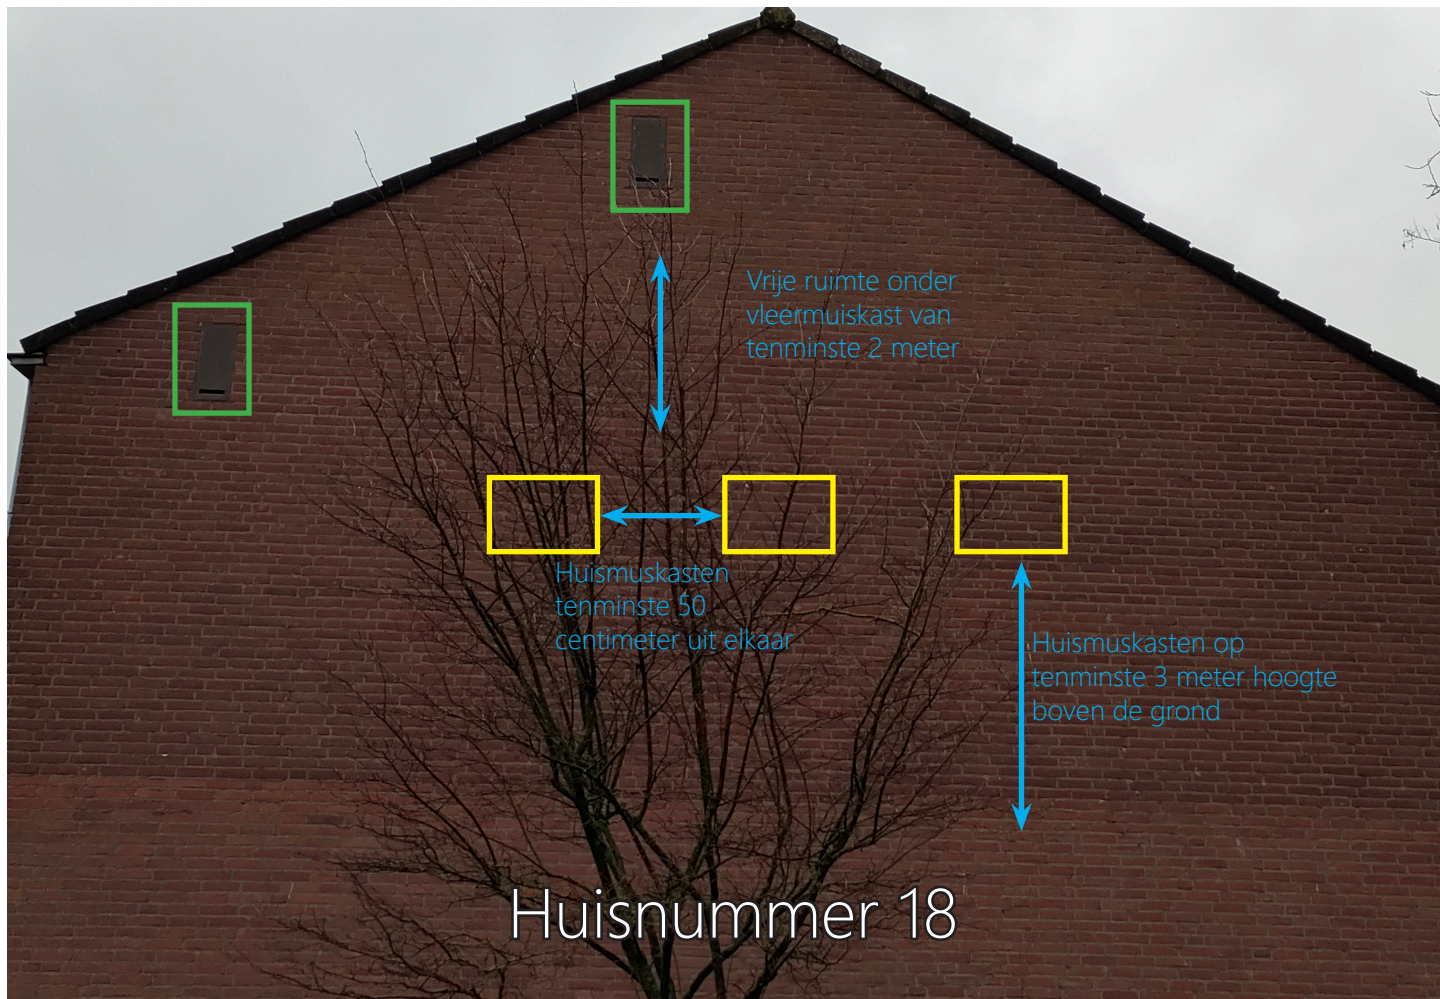 Vrije ruimte onder
vleermuiskast van
tenminste 2 meter
Huismuskasten
tenminste 50
centimeter uit elkaar
Huismuskasten op
tenminste 3 meter hoogte
boven de grond
Huisnummer 18